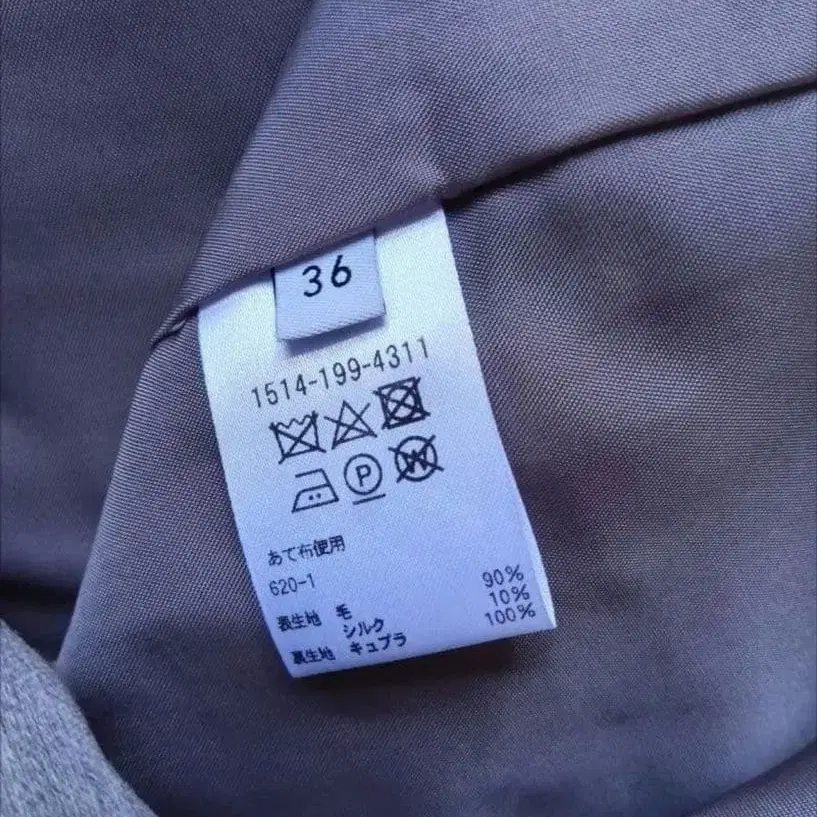 36
1514-199-4311
P W
あて布使用
620-1
表生地 毛 90%
シルク 10%
裏生地 キュプラ 100%